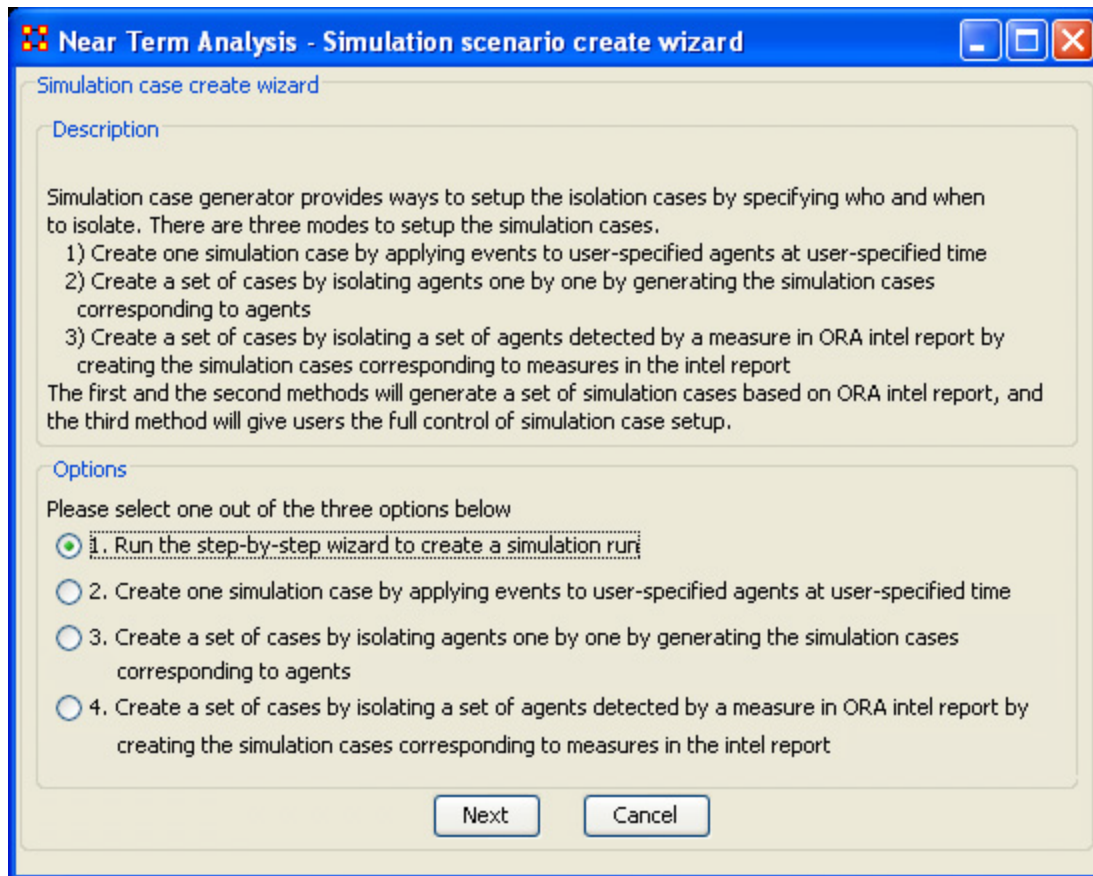 Near Term Analysis - Simulation scenario create wizard
Simulation case create wizard
Description
Simulation case generator provides ways to setup the isolation cases by specifying who and when
to isolate. There are three modes to setup the simulation cases.
1) Create one simulation case by applying events to user-specified agents at user-specified time
2) Create a set of cases by isolating agents one by one by generating the simulation cases
corresponding to agents
3) Create a set of cases by isolating a set of agents detected by a measure in ORA intel report by
creating the simulation cases corresponding to measures in the intel report
The first and the second methods will generate a set of simulation cases based on ORA intel report, and
the third method will give users the full control of simulation case setup.
Options
Please select one out of the three options below
1. Run the step-by-step wizard to create a simulation run
2. Create one simulation case by applying events to user-specified agents at user-specified time
3. Create a set of cases by isolating agents one by one by generating the simulation cases
corresponding to agents
4. Create a set of cases by isolating a set of agents detected by a measure in ORA intel report by
creating the simulation cases corresponding to measures in the intel report
Next Cancel